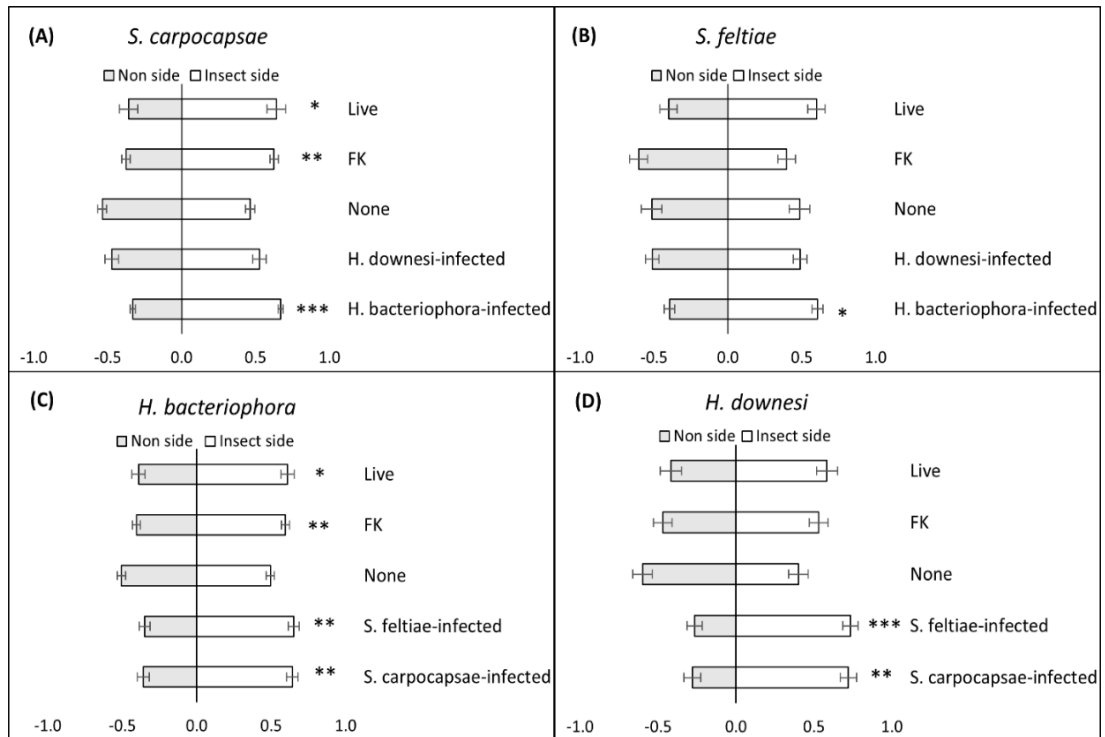 (A) S. carpocapsae
Non side Insect side
Live *
FK **
None
H. downesi-infected
H. bacteriophora-infected ***
-1.0 -0.5 0.0 0.5 1.0
(B) S. feltiae
Non side Insect side
Live
FK
None
H. downesi-infected
H. bacteriophora-infected *
-1.0 -0.5 0.0 0.5 1.0
(C) H. bacteriophora
Non side Insect side
* Live
** FK
None
** S. feltiae-infected
** S. carpocapsae-infected
-1.0 -0.5 0.0 0.5 1.0
(D) H. downesi
Non side Insect side
Live
FK
None
*** S. feltiae-infected
** S. carpocapsae-infected
-1.0 -0.5 0.0 0.5 1.0